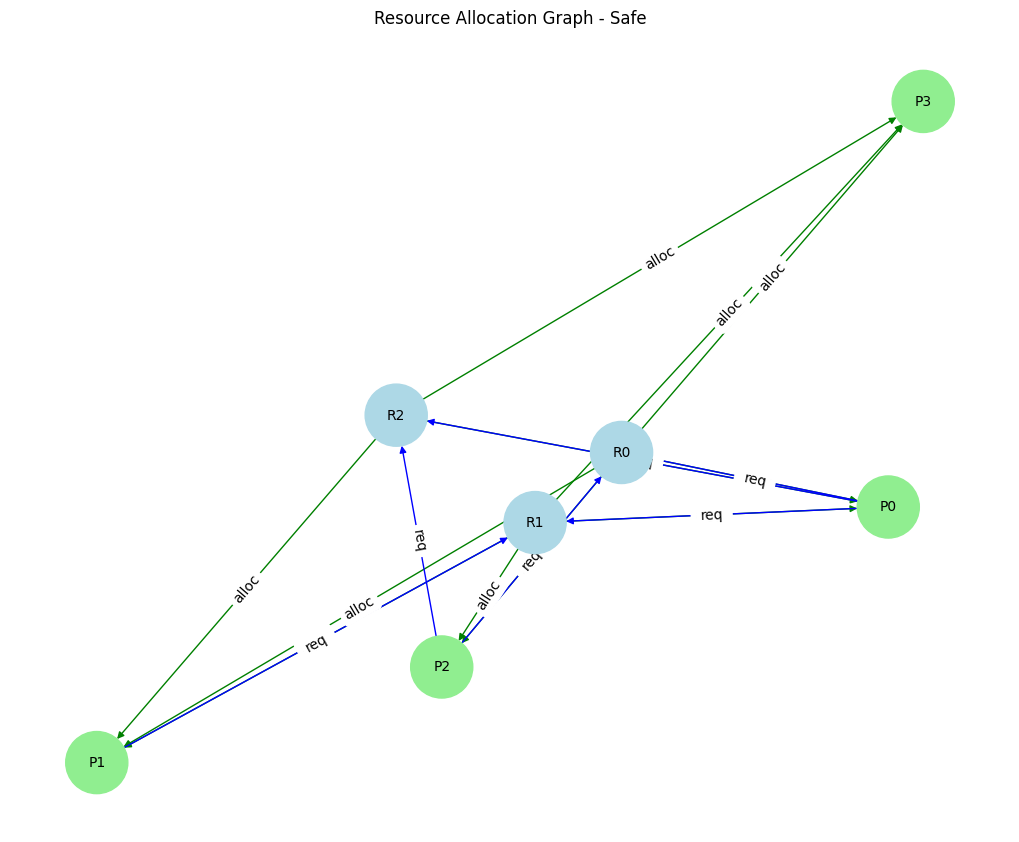 Resource Allocation Graph - Safe
P3
alloc
alloc
alloc
R2
R0
req
P0
R1
req
req
req
alloc
alloc
alloc
req
P2
P1